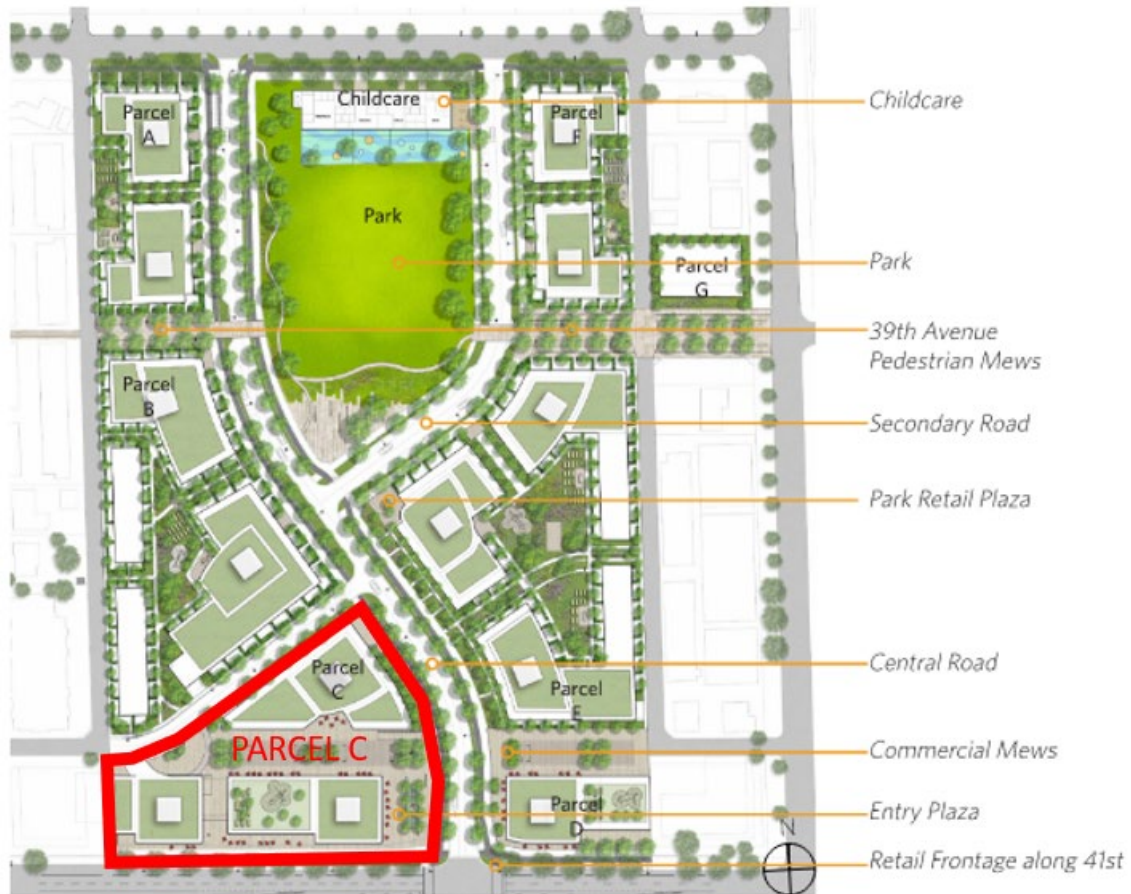 Childcare
Parcel
A
Parcel
F
Park
Parcel
G
Parcel
B
Parcel
C
PARCEL C
Parcel
E
Parcel
D
Childcare
Park
39th Avenue
Pedestrian Mews
Secondary Road
Park Retail Plaza
Central Road
Commercial Mews
Entry Plaza
Retail Frontage along 41st
N